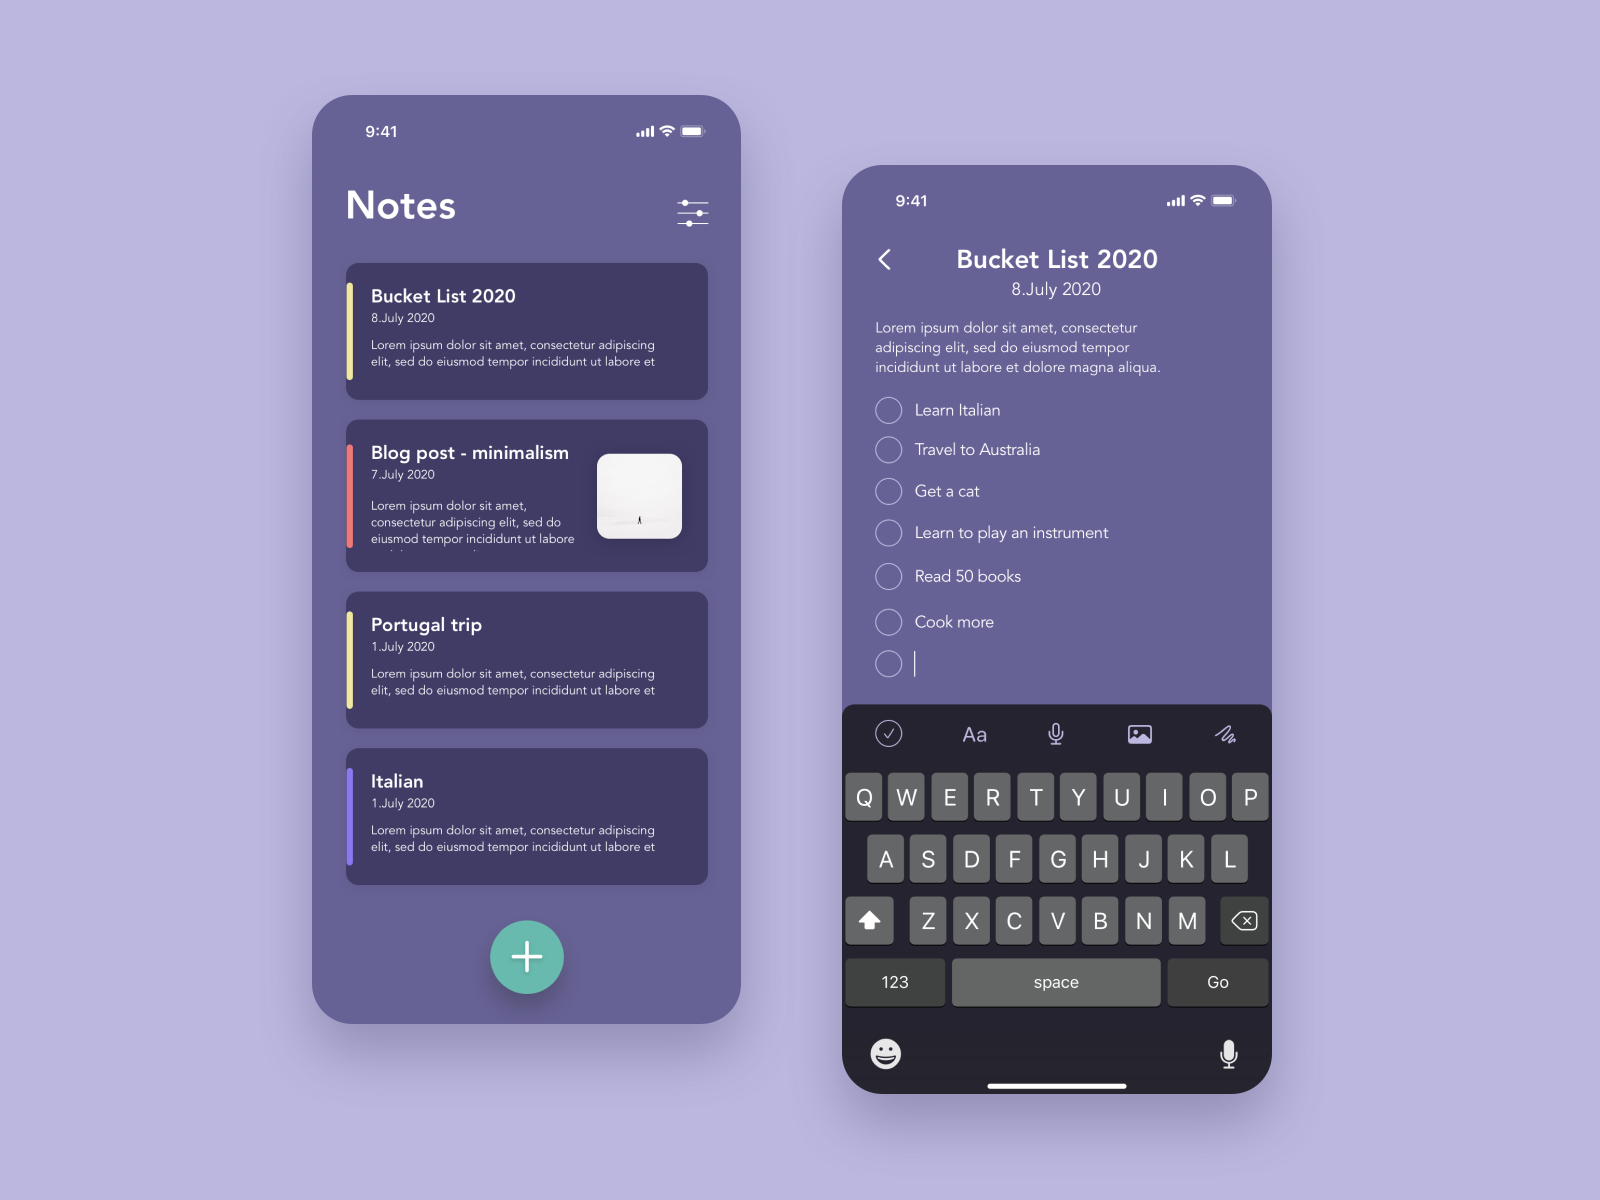 9:41
Notes
Bucket List 2020
8.July 2020
Lorem ipsum dolor sit amet, consectetur adipiscing
elit, sed do eiusmod tempor incididunt ut labore et
Blog post - minimalism
7.July 2020
Lorem ipsum dolor sit amet,
consectetur adipiscing elit, sed do
eiusmod tempor incididunt ut labore
Portugal trip
1.July 2020
Lorem ipsum dolor sit amet, consectetur adipiscing
elit, sed do eiusmod tempor incididunt ut labore et
Italian
1.July 2020
Lorem ipsum dolor sit amet, consectetur adipiscing
elit, sed do eiusmod tempor incididunt ut labore et
9:41
Bucket List 2020
8.July 2020
Lorem ipsum dolor sit amet, consectetur
adipiscing elit, sed do eiusmod tempor
incididunt ut labore et dolore magna aliqua.
Learn Italian
Travel to Australia
Get a cat
Learn to play an instrument
Read 50 books
Cook more
Aa
Q W E R T Y U I O P
A S D F G H J K L
Z X C V B N M
123 space Go